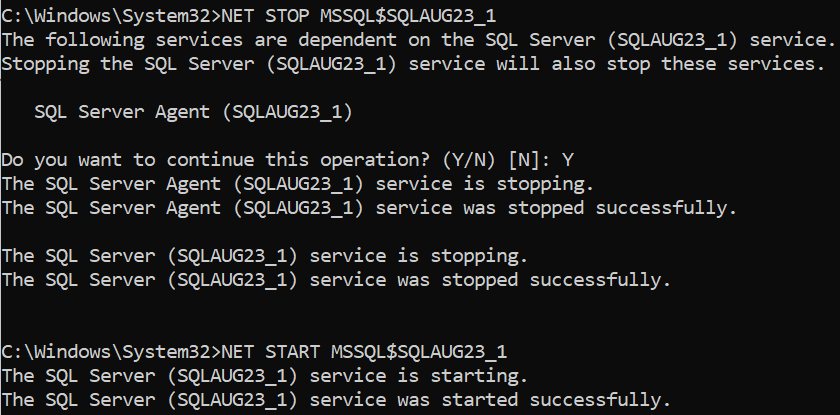 C:\Windows\System32>NET STOP MSSQL$SQLAUG23_1
The following services are dependent on the SQL Server (SQLAUG23_1) service.
Stopping the SQL Server (SQLAUG23_1) service will also stop these services.
SQL Server Agent (SQLAUG23_1)
Do you want to continue this operation? (Y/N) [N]: Y
The SQL Server Agent (SQLAUG23_1) service is stopping.
The SQL Server Agent (SQLAUG23_1) service was stopped successfully.
The SQL Server (SQLAUG23_1) service is stopping.
The SQL Server (SQLAUG23_1) service was stopped successfully.
C:\Windows\System32>NET START MSSQL$SQLAUG23_1
The SQL Server (SQLAUG23_1) service is starting.
The SQL Server (SQLAUG23_1) service was started successfully.